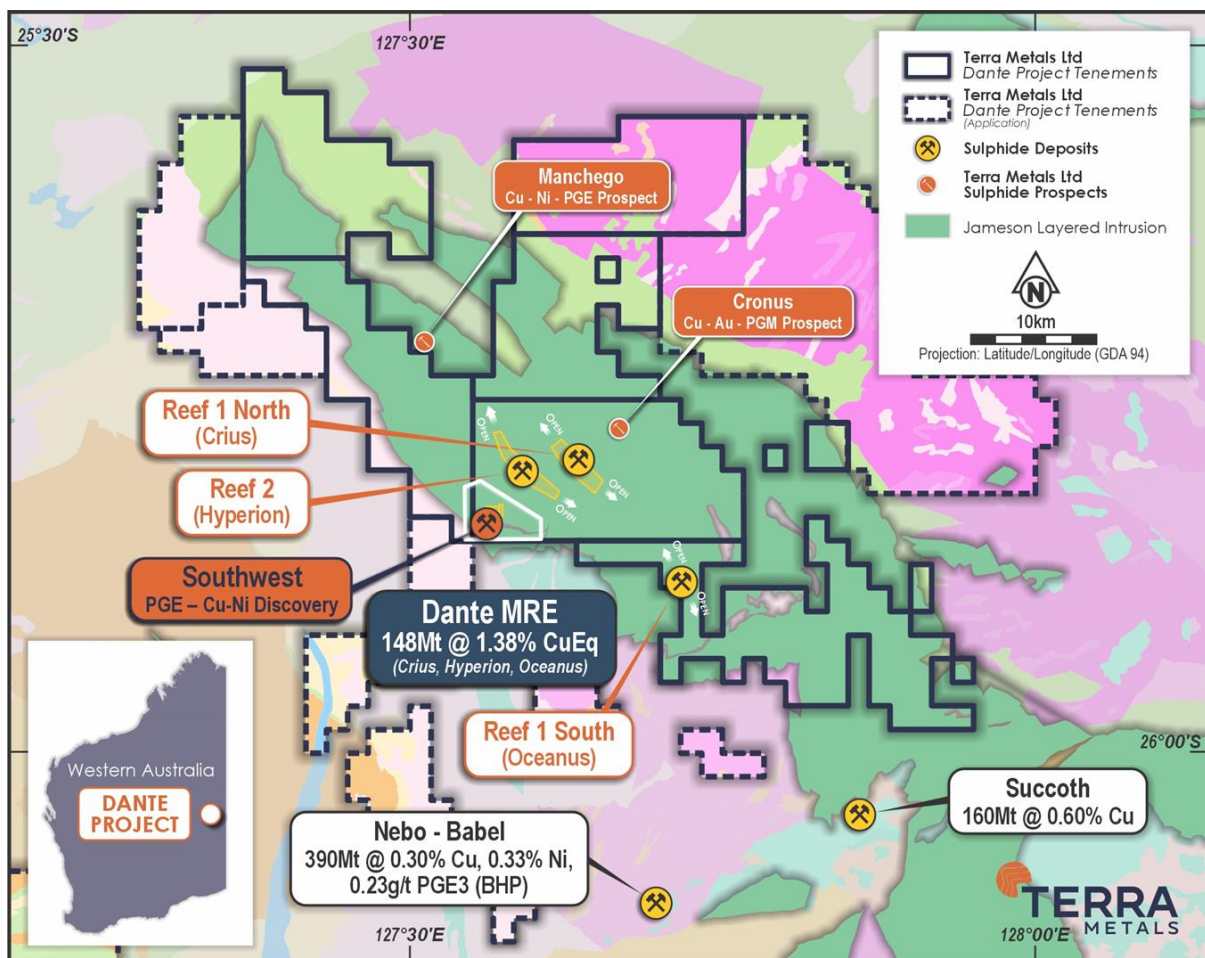 25°30'S
127°30'E
Terra Metals Ltd
Dante Project Tenements
Terra Metals Ltd
Dante Project Tenements
(Application)
Sulphide Deposits
Terra Metals Ltd
Sulphide Prospects
Jameson Layered Intrusion
N
10km
Projection: Latitude/Longitude (GDA 94)
Manchego
Cu - Ni - PGE Prospect
Cronus
Cu - Au - PGM Prospect
Reef 1 North
(Crius)
OPEN
OPEN
Reef 2
(Hyperion)
OPEN
OPEN
Southwest
PGE – Cu-Ni Discovery
OPEN
OPEN
Dante MRE
148Mt @ 1.38% CuEq
(Crius, Hyperion, Oceanus)
Reef 1 South
(Oceanus)
26°00'S
Western Australia
DANTE
PROJECT
Nebo - Babel
390Mt @ 0.30% Cu, 0.33% Ni,
0.23g/t PGE3 (BHP)
Succoth
160Mt @ 0.60% Cu
TERRA
METALS
127°30'E
128°00'E